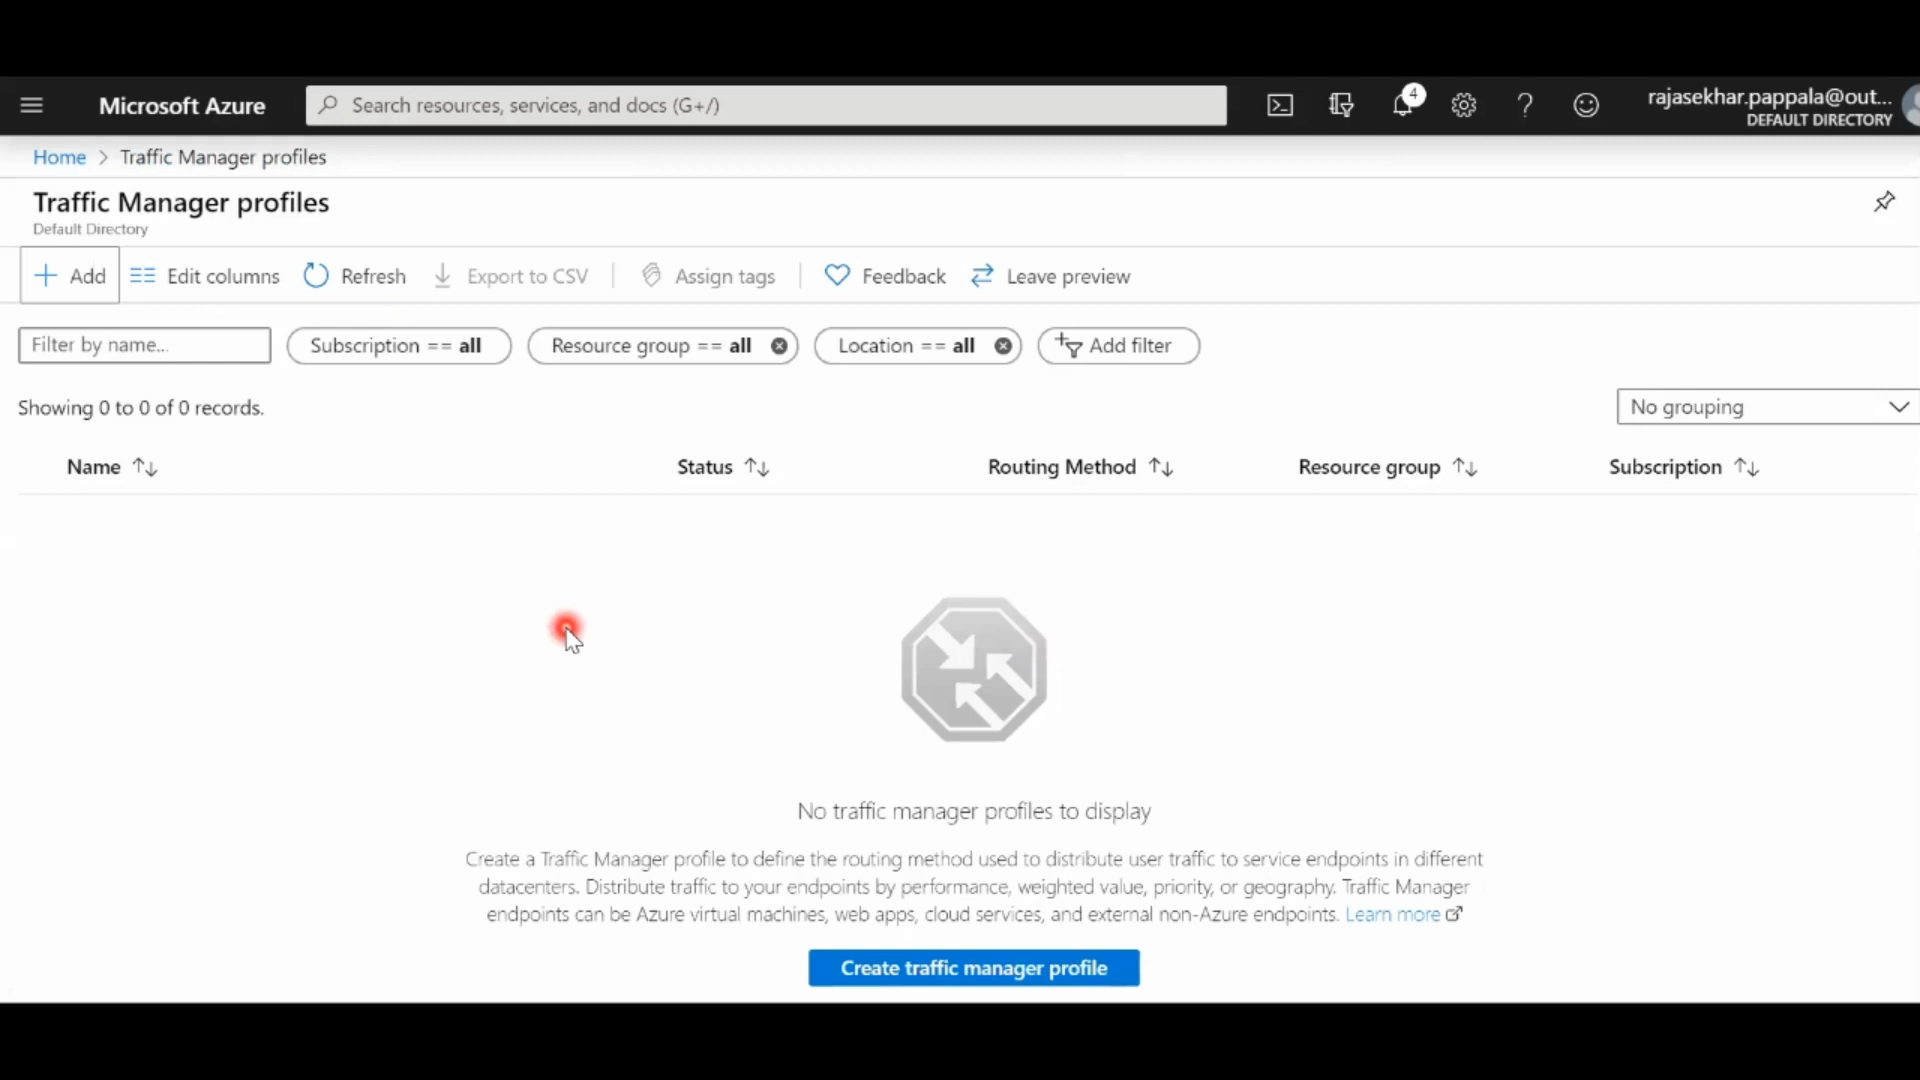 Microsoft Azure
Search resources, services, and docs (G+/)
4
rajasekhar.pappala@out...
DEFAULT DIRECTORY
Home > Traffic Manager profiles
Traffic Manager profiles
Default Directory
Add
Edit columns
Refresh
Export to CSV
Assign tags
Feedback
Leave preview
Filter by name...
Subscription == all
Resource group == all
Location == all
Add filter
Showing 0 to 0 of 0 records.
No grouping
Name
Status
Routing Method
Resource group
Subscription
No traffic manager profiles to display
Create a Traffic Manager profile to define the routing method used to distribute user traffic to service endpoints in different
datacenters. Distribute traffic to your endpoints by performance, weighted value, priority, or geography. Traffic Manager
endpoints can be Azure virtual machines, web apps, cloud services, and external non-Azure endpoints. Learn more
Create traffic manager profile